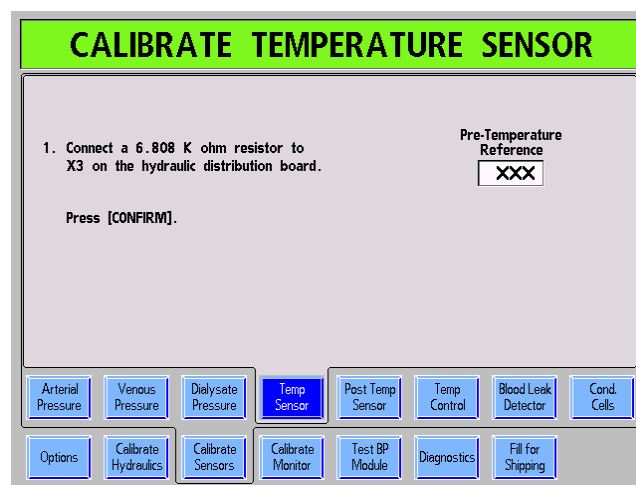 CALIBRATE TEMPERATURE SENSOR
1. Connect a 6.808 K ohm resistor to
X3 on the hydraulic distribution board.
Press [CONFIRM].
Pre-Temperature
Reference
XXX
Arterial
Pressure
Venous
Pressure
Dialysate
Pressure
Temp
Sensor
Post Temp
Sensor
Temp
Control
Blood Leak
Detector
Cond.
Cells
Options
Calibrate
Hydraulics
Calibrate
Sensors
Calibrate
Monitor
Test BP
Module
Diagnostics
Fill for
Shipping